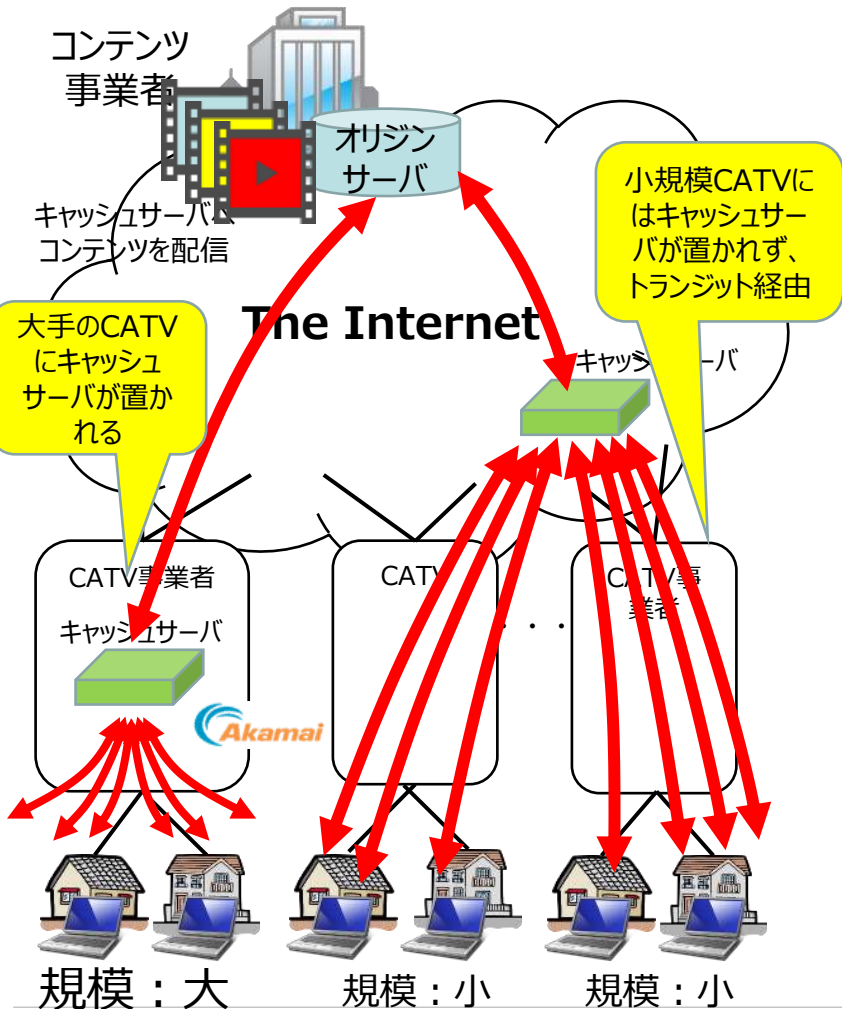 コンテンツ
事業者
オリジン
サーバ
キャッシュサーバへ
コンテンツを配信
小規模CATVに
はキャッシュサー
バが置かれず、
トランジット経由
The Internet
大手のCATV
にキャッシュ
サーバが置か
れる
キャッシ ーバ
CATV事業者
キャッシュサーバ
CATV
CATV事
業者
・・・
Akamai
規模：大
規模：小
規模：小